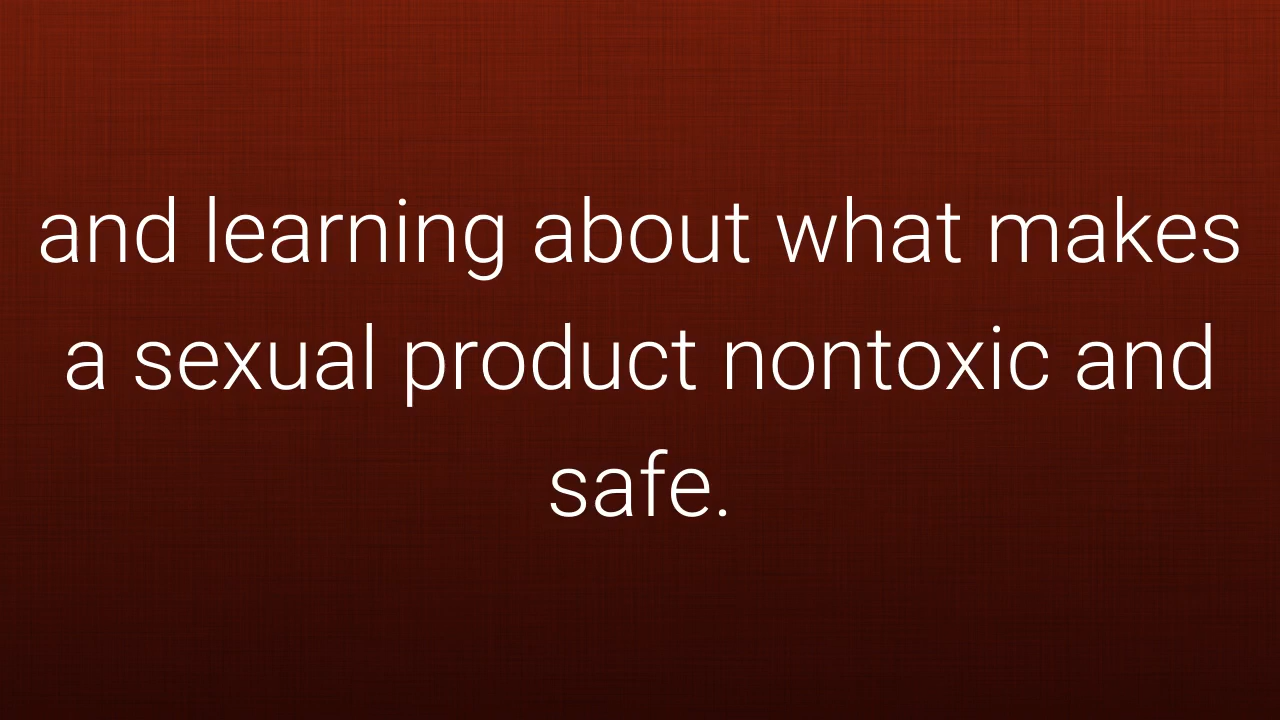 and learning about what makes
a sexual product nontoxic and
safe.